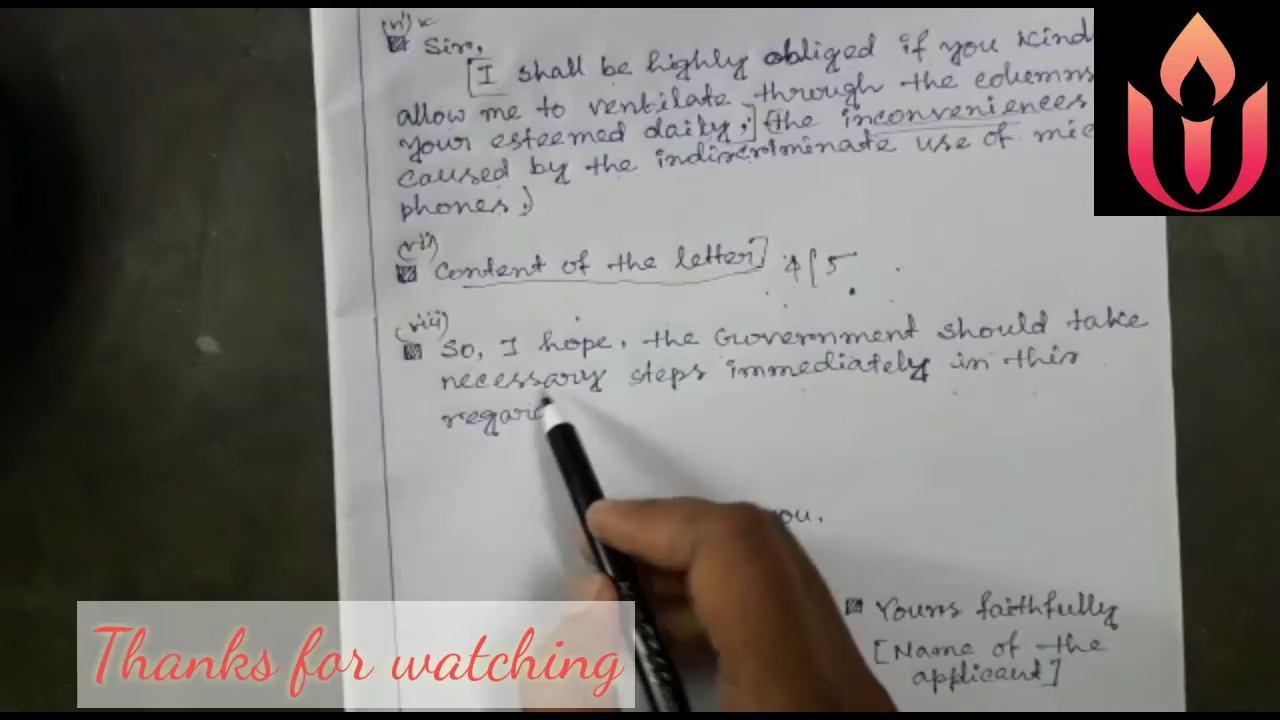 (vi)
Sir,
[I shall be highly obliged if you kind
allow me to ventilate through the columns
your esteemed daily,] (the inconveniences
caused by the indiscriminate use of mic
phones.)
(vii)
Content of the letter] 4/5
(viii)
So, I hope, the Government should take
necessary steps immediately in this
regard
you.
Yours faithfully
[Name of the
applicant]
Thanks for watching